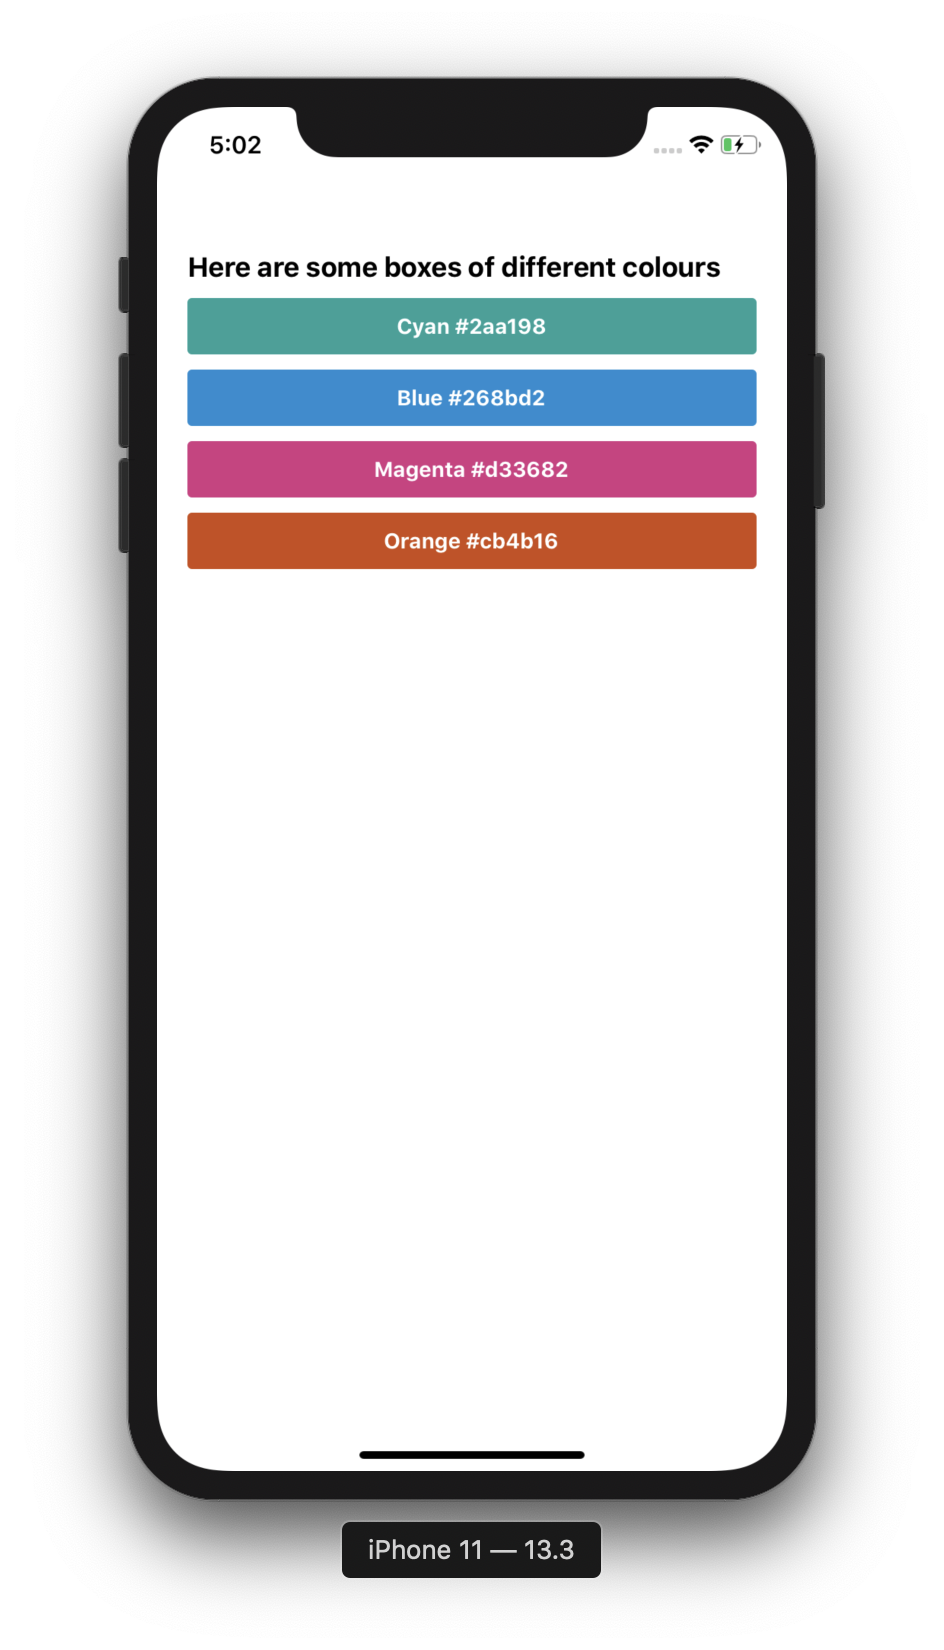 5:02
Here are some boxes of different colours
Cyan #2aa198
Blue #268bd2
Magenta #d33682
Orange #cb4b16
iPhone 11 — 13.3